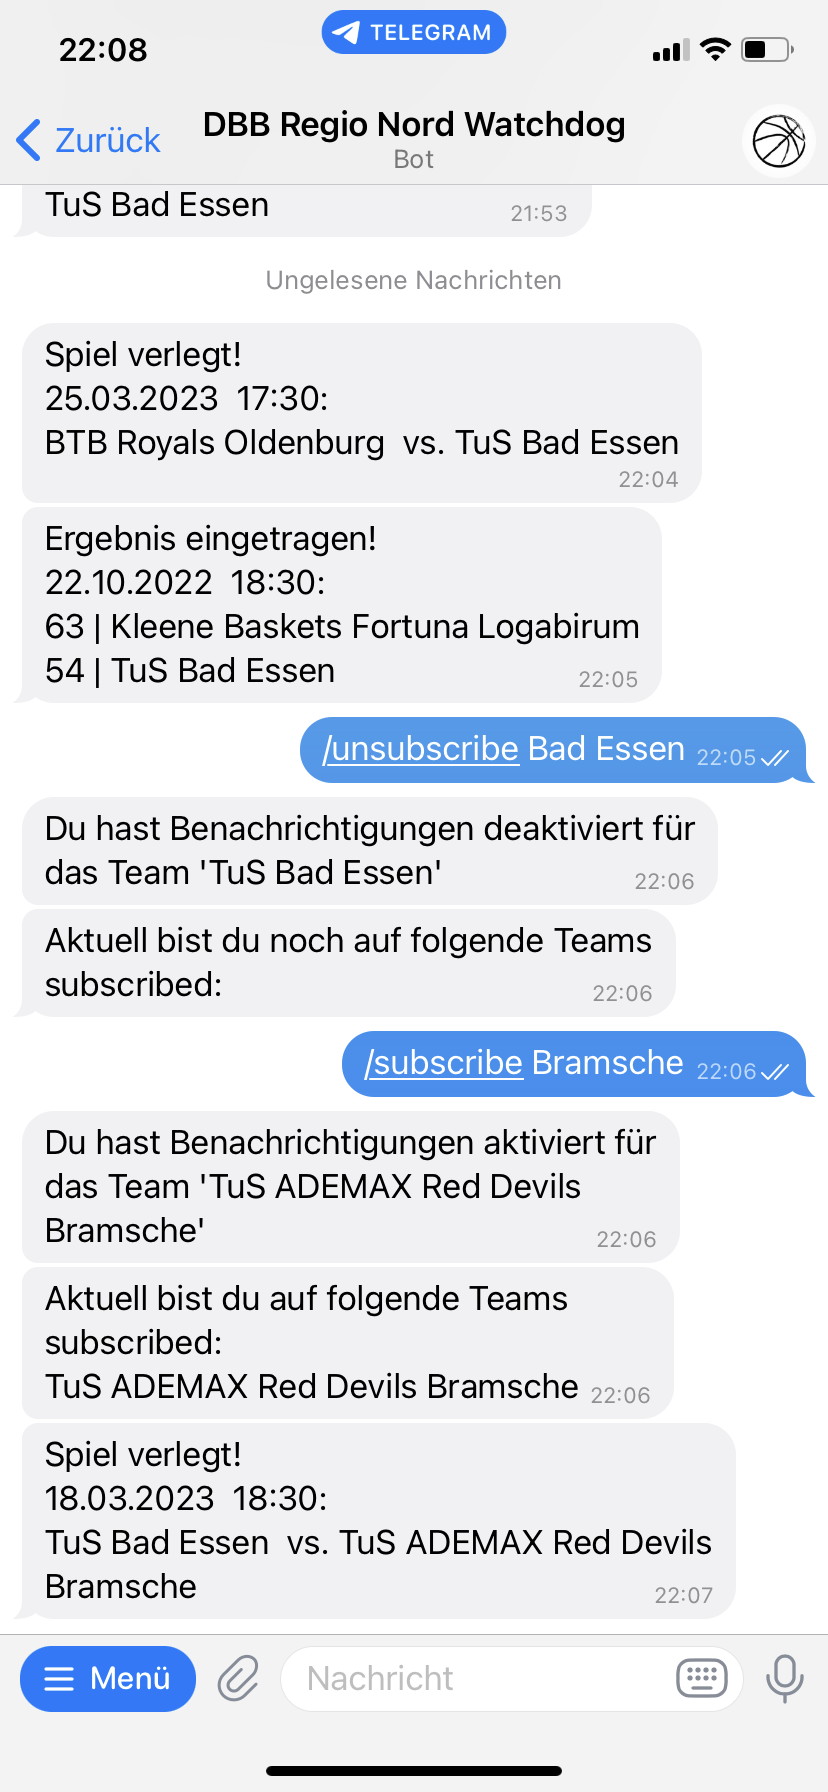 22:08
TELEGRAM
Zurück
DBB Regio Nord Watchdog
Bot
TuS Bad Essen
21:53
Ungelesene Nachrichten
Spiel verlegt!
25.03.2023 17:30:
BTB Royals Oldenburg vs. TuS Bad Essen
22:04
Ergebnis eingetragen!
22.10.2022 18:30:
63 | Kleene Baskets Fortuna Logabirum
54 | TuS Bad Essen 22:05
/unsubscribe Bad Essen 22:05
Du hast Benachrichtigungen deaktiviert für
das Team 'TuS Bad Essen' 22:06
Aktuell bist du noch auf folgende Teams
subscribed: 22:06
/subscribe Bramsche 22:06
Du hast Benachrichtigungen aktiviert für
das Team 'TuS ADEMAX Red Devils
Bramsche' 22:06
Aktuell bist du auf folgende Teams
subscribed:
TuS ADEMAX Red Devils Bramsche 22:06
Spiel verlegt!
18.03.2023 18:30:
TuS Bad Essen vs. TuS ADEMAX Red Devils
Bramsche 22:07
Menü
Nachricht